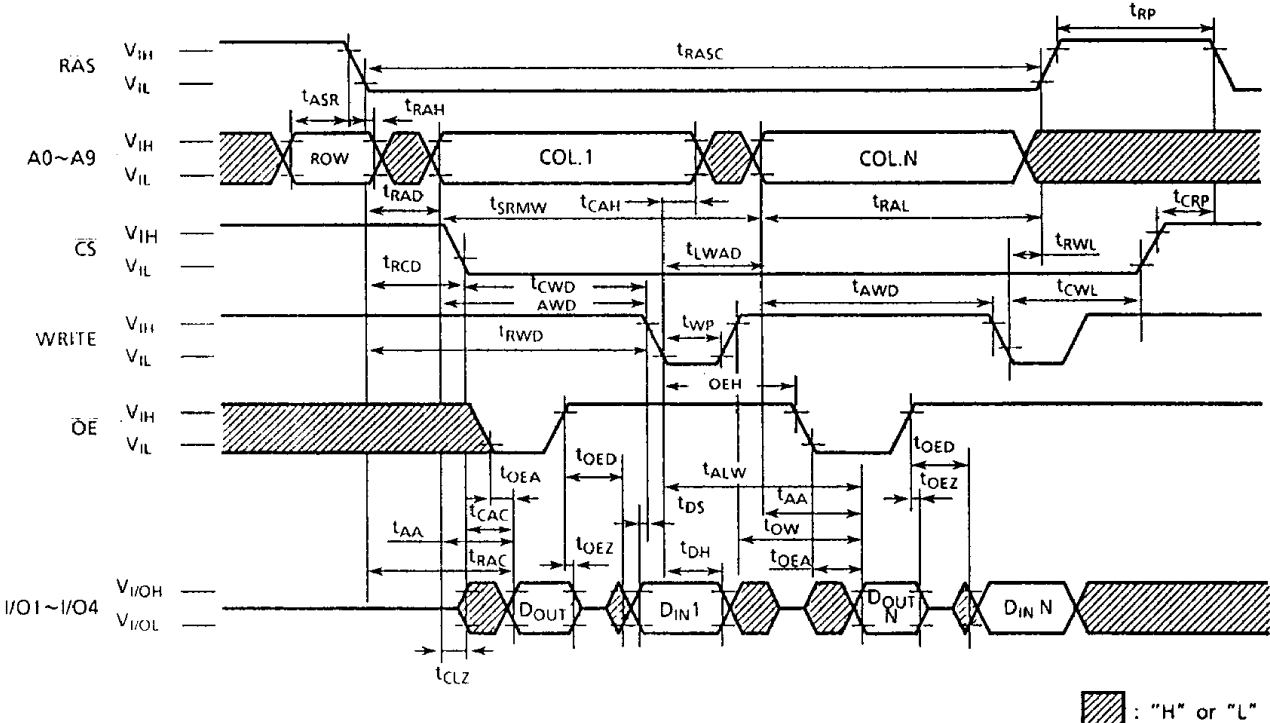 tRP
RAS VIH
VIL
tRASC
tASR
tRAH
A0~A9 VIH
VIL
ROW COL.1 COL.N
tRAD tSRMW tCAH tRAL tCRP
CS VIH
VIL
tLWAD tRWL
tRCD tCWD
AWD tAWD tCWL
WRITE VIH
VIL
tWP
tRWD
OEH
OE VIH
VIL
tOED tOED
tOEA tALW tOEZ
tCAC tDS tAA
tAA tOEZ tOW
tRAC tDH tOEA
I/O1~I/O4 VI/OH
VI/OL
DOUT DIN 1 DOUT N DIN N
tCLZ
: "H" or "L"